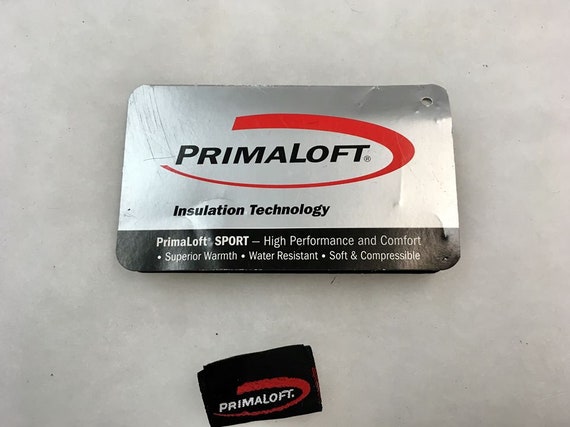 PRIMALOFT®
Insulation Technology
PrimaLoft® SPORT — High Performance and Comfort
• Superior Warmth • Water Resistant • Soft & Compressible
PRIMALOFT®